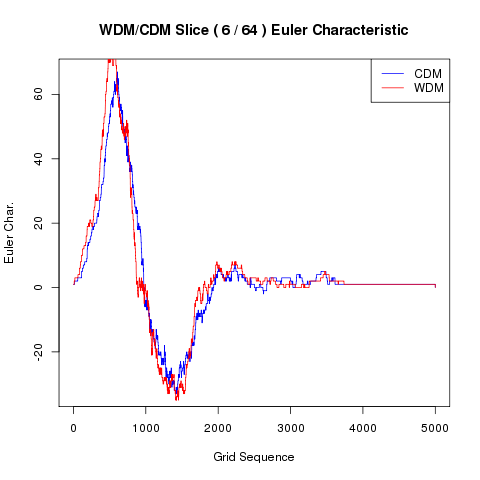 WDM/CDM Slice ( 6 / 64 ) Euler Characteristic
CDM
WDM
Euler Char.
60
40
20
0
-20
0 1000 2000 3000 4000 5000
Grid Sequence